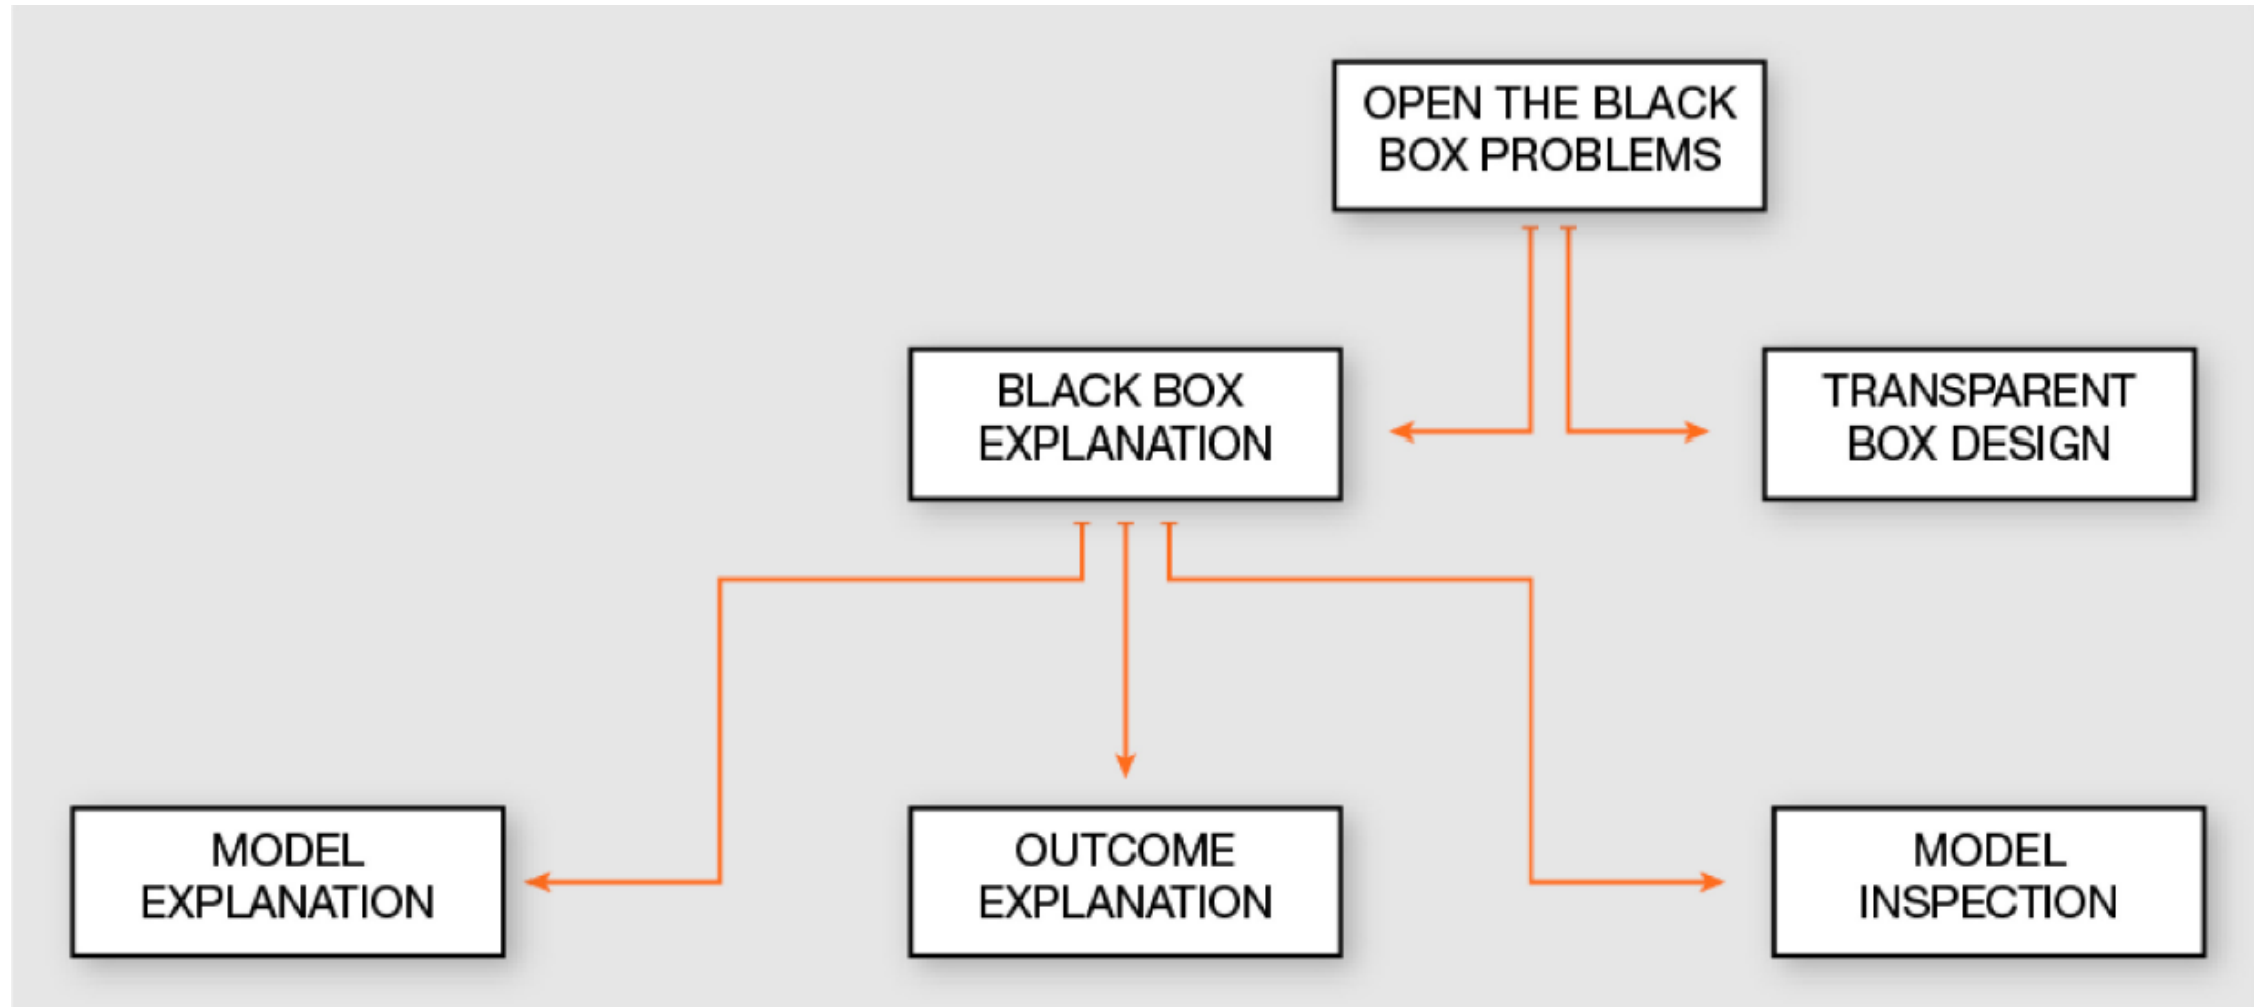 OPEN THE BLACK
BOX PROBLEMS
BLACK BOX
EXPLANATION
TRANSPARENT
BOX DESIGN
MODEL
EXPLANATION
OUTCOME
EXPLANATION
MODEL
INSPECTION